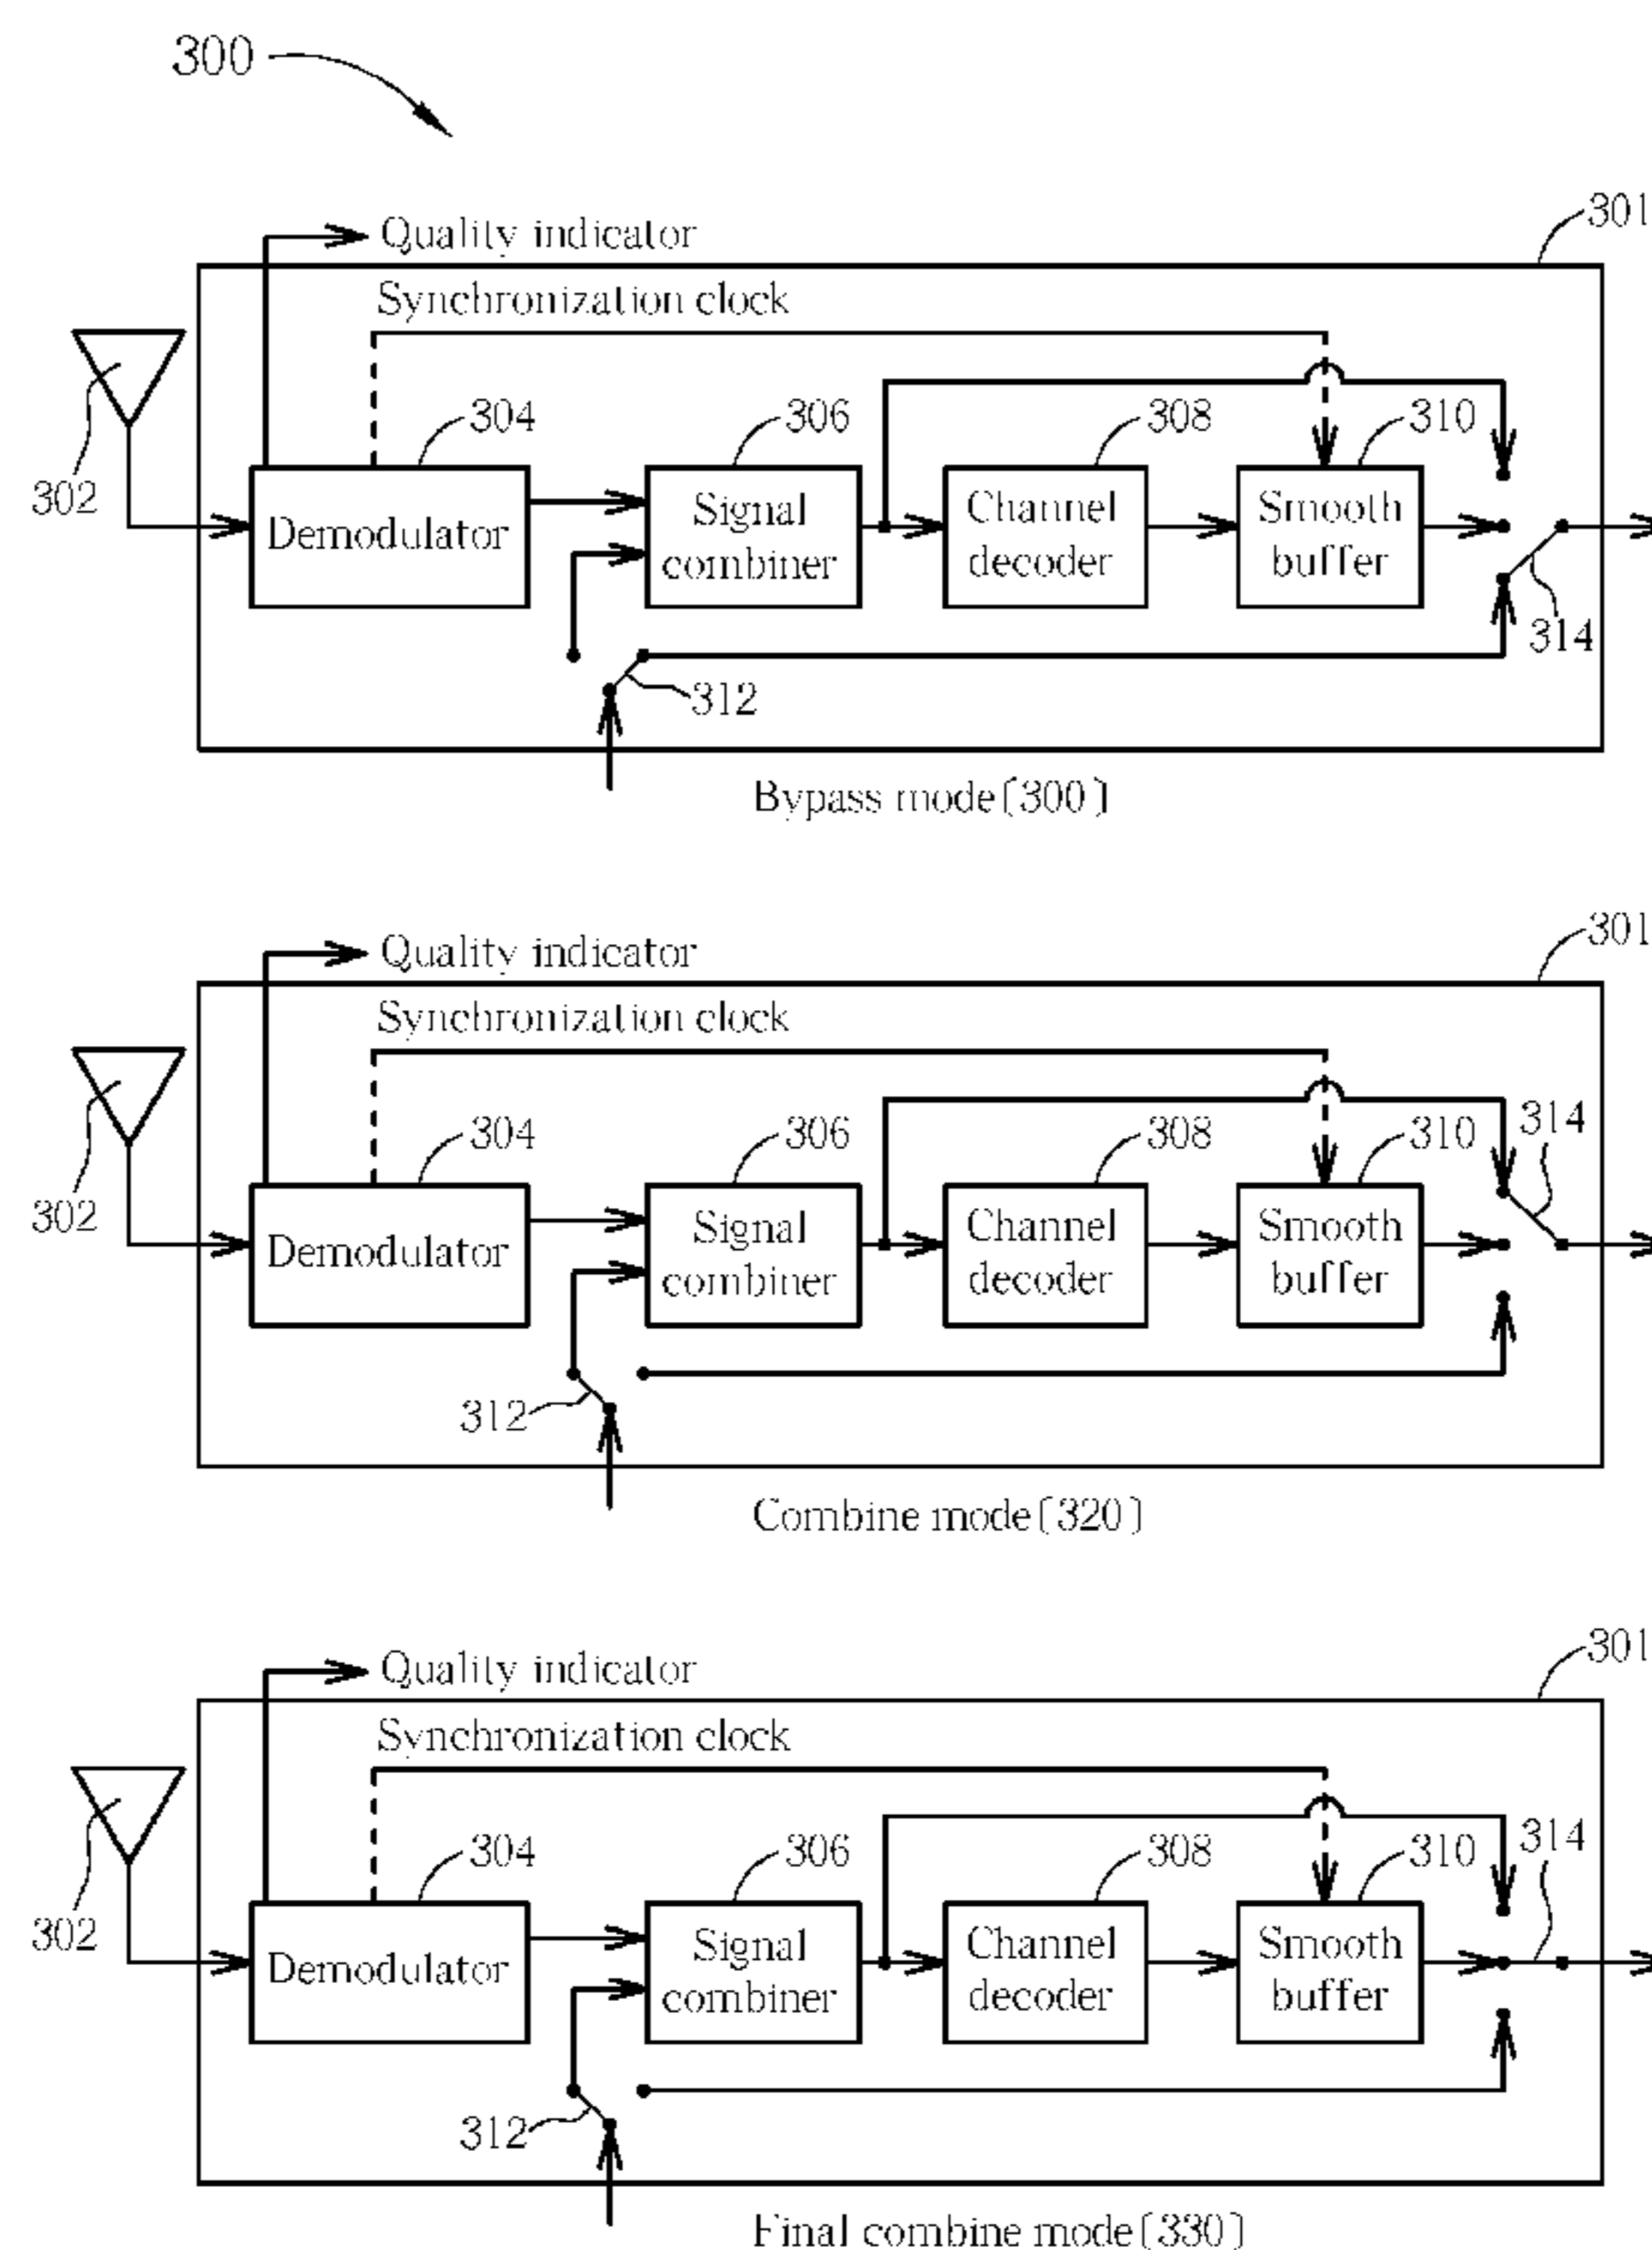 300
301
Quality indicator
Synchronization clock
302
304
306
308
310
Demodulator
Signal
combiner
Channel
decoder
Smooth
buffer
314
312
Bypass mode[300]
301
Quality indicator
Synchronization clock
302
304
306
308
310
314
Demodulator
Signal
combiner
Channel
decoder
Smooth
buffer
312
Combine mode[320]
301
Quality indicator
Synchronization clock
302
304
306
308
310
314
Demodulator
Signal
combiner
Channel
decoder
Smooth
buffer
312
Final combine mode[330]